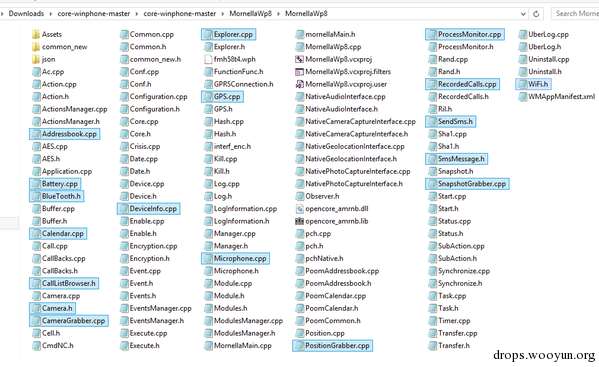 « Downloads › core-winphone-master › core-winphone-master › MornellaWp8 › MornellaWp8
Search Morne
Assets
common_new
json
Ac.cpp
Action.cpp
Action.h
ActionsManager.cpp
ActionsManager.h
Addressbook.cpp
AES.cpp
AES.h
Application.cpp
Battery.cpp
BlueTooth.h
Buffer.cpp
Buffer.h
Calendar.cpp
Call.cpp
CallBacks.cpp
CallBacks.h
CallListBrowser.h
Camera.cpp
Camera.h
CameraGrabber.cpp
Cell.h
CmdNC.h
Common.cpp
Common.h
common_new.h
Conf.cpp
Conf.h
Configuration.cpp
Configuration.h
Core.cpp
Core.h
Crisis.cpp
Date.cpp
Date.h
Device.cpp
Device.h
DeviceInfo.cpp
Enable.cpp
Enable.h
Encryption.cpp
Encryption.h
Event.cpp
Event.h
Events.h
EventsManager.cpp
EventsManager.h
Execute.cpp
Execute.h
Explorer.cpp
Explorer.h
fmh58t4.wph
FunctionFunc.h
GPRSConnection.h
GPS.cpp
GPS.h
Hash.cpp
Hash.h
interf_enc.h
Kill.cpp
Kill.h
Log.cpp
Log.h
LogInformation.cpp
LogInformation.h
Manager.cpp
Manager.h
Microphone.cpp
Microphone.h
Module.cpp
Module.h
Modules.h
ModulesManager.cpp
ModulesManager.h
MornellaMain.cpp
mornellaMain.h
MornellaWp8.cpp
MornellaWp8.vcxproj
MornellaWp8.vcxproj.filters
MornellaWp8.vcxproj.user
NativeAudioInterface.cpp
NativeAudioInterface.h
NativeCameraCaptureInterface.cpp
NativeCameraCaptureInterface.h
NativeGeolocationInterface.cpp
NativeGeolocationInterface.h
NativePhotoCaptureInterface.cpp
NativePhotoCaptureInterface.h
Observer.h
opencore_amrnb.dll
opencore_amrnb.lib
pch.cpp
pch.h
pchNative.h
PoomAddressbook.cpp
PoomAddressbook.h
PoomCalendar.cpp
PoomCalendar.h
PoomCommon.h
Position.cpp
PositionGrabber.cpp
ProcessMonitor.cpp
ProcessMonitor.h
Rand.cpp
Rand.h
RecordedCalls.cpp
RecordedCalls.h
Ril.h
SendSms.h
Sha1.cpp
Sha1.h
SmsMessage.h
Snapshot.h
SnapshotGrabber.cpp
Start.cpp
Start.h
Status.cpp
Status.h
SubAction.cpp
SubAction.h
Synchronize.cpp
Synchronize.h
Task.cpp
Task.h
Timer.cpp
Transfer.cpp
Transfer.h
UberLog.cpp
UberLog.h
Uninstall.cpp
Uninstall.h
WiFi.h
WMAppManifest.xml
drops.wooyun.org